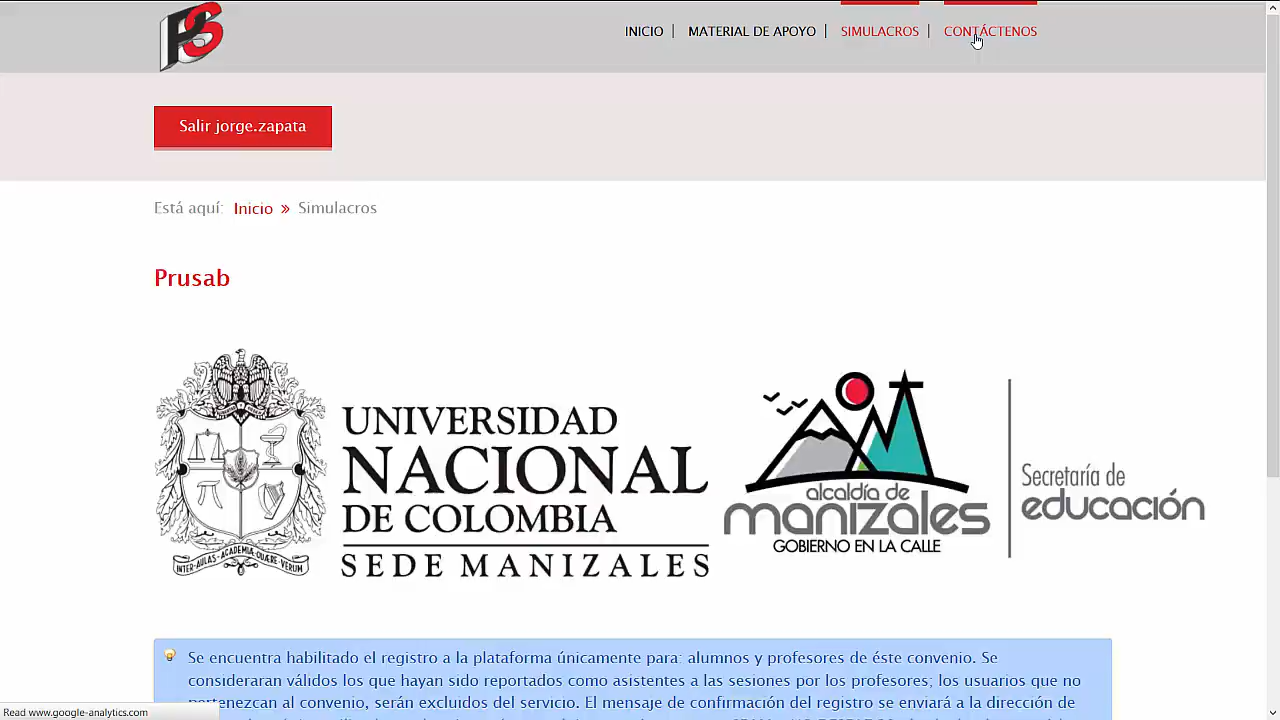 PS
INICIO | MATERIAL DE APOYO | SIMULACROS | CONTÁCTENOS
Salir jorge.zapata
Está aquí: Inicio » Simulacros
Prusab
UNIVERSIDAD
NACIONAL
DE COLOMBIA
SEDE MANIZALES
INTER·AULAS·ACADEMIÆ·QUÆRE·VERUM
alcaldía de
manizales
GOBIERNO EN LA CALLE
Secretaría de
educación
Se encuentra habilitado el registro a la plataforma únicamente para: alumnos y profesores de éste convenio. Se
consideraran válidos los que hayan sido reportados como asistentes a las sesiones por los profesores; los usuarios que no
pertenezcan al convenio, serán excluidos del servicio. El mensaje de confirmación del registro se enviará a la dirección de
Read www.google-analytics.com